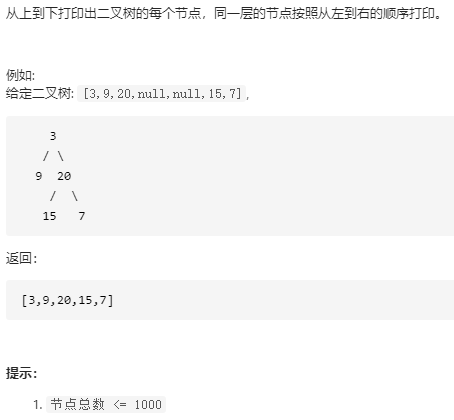 从上到下打印出二叉树的每个节点，同一层的节点按照从左到右的顺序打印。
例如:
给定二叉树: [3,9,20,null,null,15,7],
3
/ \
9 20
/ \
15 7
返回：
[3,9,20,15,7]
提示：
1. 节点总数 <= 1000